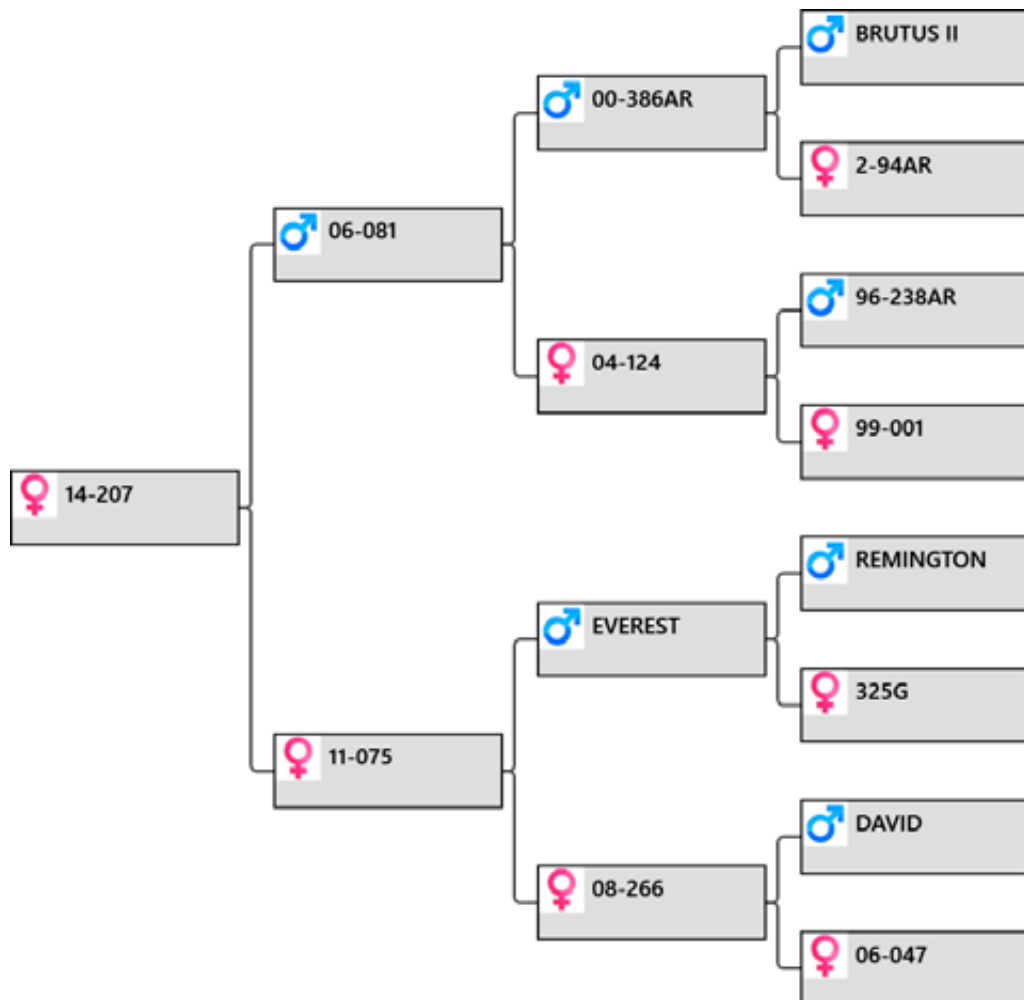 BRUTUS II
00-386AR
2-94AR
06-081
96-238AR
04-124
99-001
14-207
REMINGTON
EVEREST
325G
11-075
DAVID
08-266
06-047